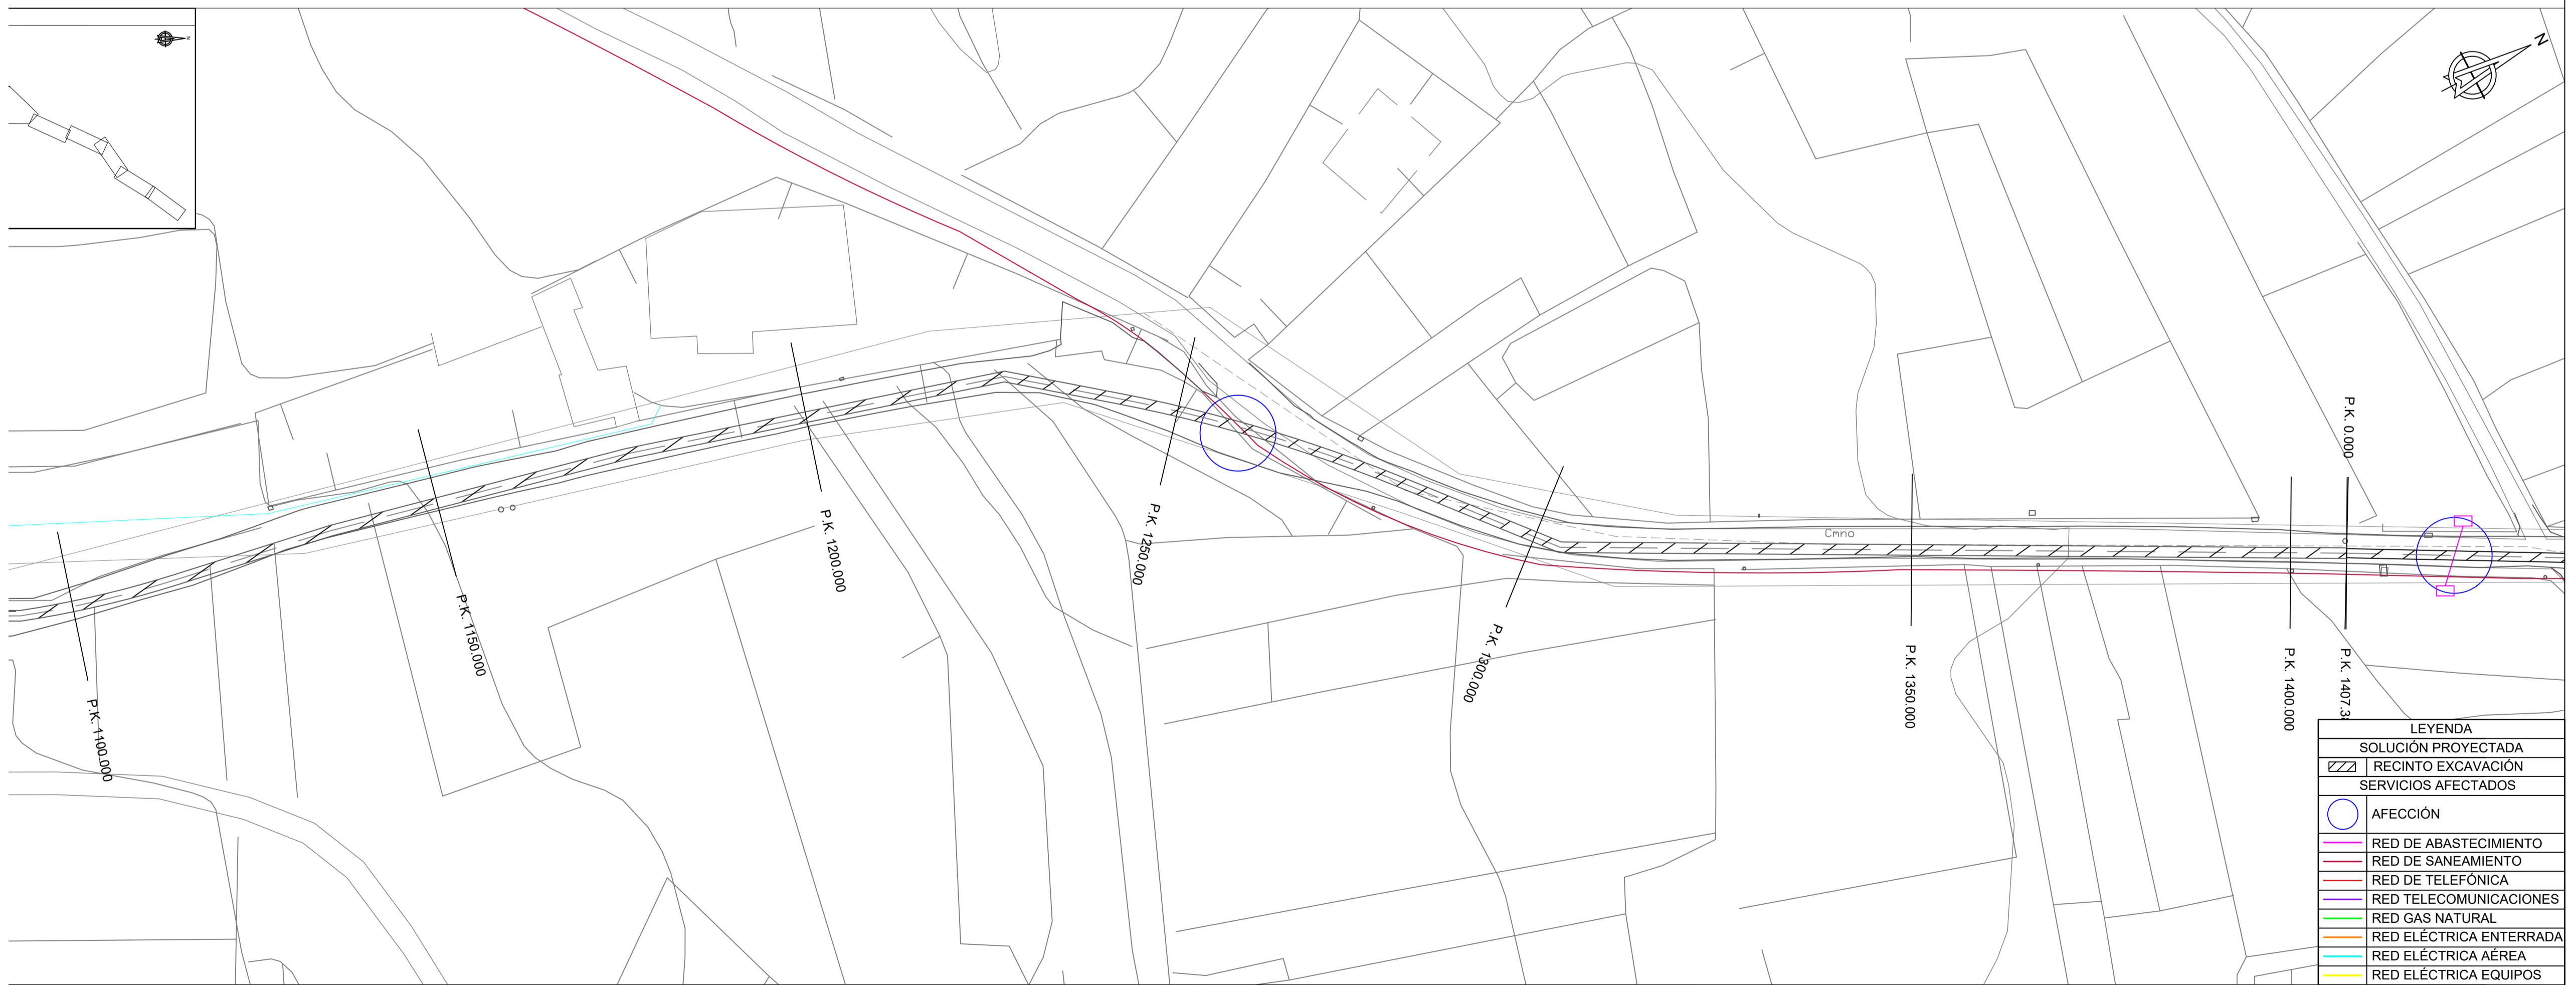 N
N
P.K. 1100.000
P.K. 1150.000
P.K. 1200.000
P.K. 1250.000
P.K. 1300.000
Cmno
P.K. 1350.000
P.K. 0.000
P.K. 1400.000
P.K. 1407.3
LEYENDA
SOLUCIÓN PROYECTADA
RECINTO EXCAVACIÓN
SERVICIOS AFECTADOS
AFECCIÓN
RED DE ABASTECIMIENTO
RED DE SANEAMIENTO
RED DE TELEFÓNICA
RED TELECOMUNICACIONES
RED GAS NATURAL
RED ELÉCTRICA ENTERRADA
RED ELÉCTRICA AÉREA
RED ELÉCTRICA EQUIPOS